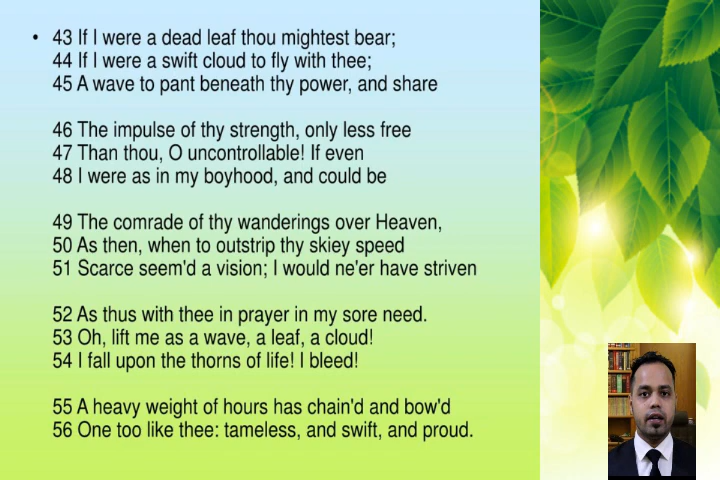 • 43 If I were a dead leaf thou mightest bear;
44 If I were a swift cloud to fly with thee;
45 A wave to pant beneath thy power, and share
46 The impulse of thy strength, only less free
47 Than thou, O uncontrollable! If even
48 I were as in my boyhood, and could be
49 The comrade of thy wanderings over Heaven,
50 As then, when to outstrip thy skiey speed
51 Scarce seem'd a vision; I would ne'er have striven
52 As thus with thee in prayer in my sore need.
53 Oh, lift me as a wave, a leaf, a cloud!
54 I fall upon the thorns of life! I bleed!
55 A heavy weight of hours has chain'd and bow'd
56 One too like thee: tameless, and swift, and proud.